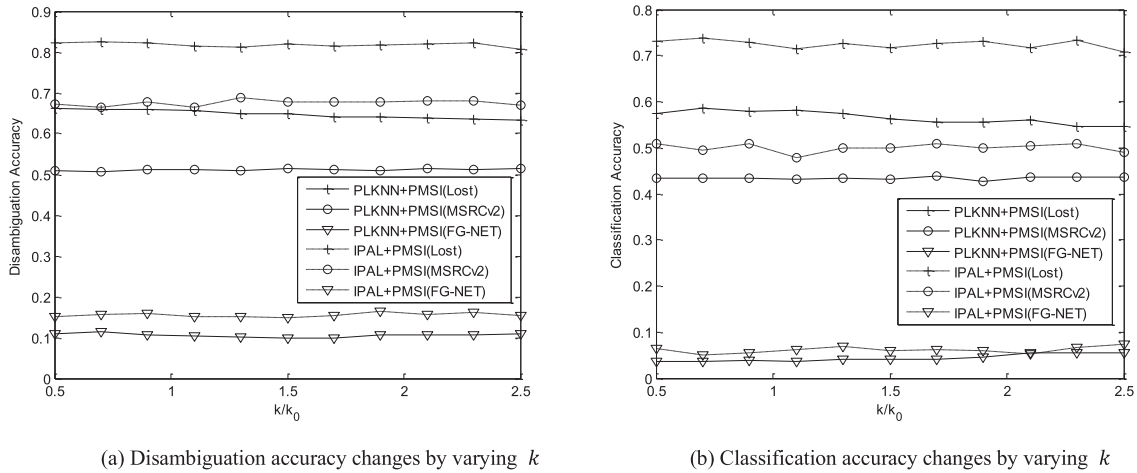 0.9
0.8
0.7
0.6
0.5
0.4
0.3
0.2
0.1
0
Disambiguation Accuracy
PLKNN+PMSI(Lost)
PLKNN+PMSI(MSRCv2)
PLKNN+PMSI(FG-NET)
IPAL+PMSI(Lost)
IPAL+PMSI(MSRCv2)
IPAL+PMSI(FG-NET)
0.5 1 1.5 2 2.5
k/k0
(a) Disambiguation accuracy changes by varying k
0.8
0.7
0.6
0.5
0.4
0.3
0.2
0.1
0
Classification Accuracy
PLKNN+PMSI(Lost)
PLKNN+PMSI(MSRCv2)
PLKNN+PMSI(FG-NET)
IPAL+PMSI(Lost)
IPAL+PMSI(MSRCv2)
IPAL+PMSI(FG-NET)
0.5 1 1.5 2 2.5
k/k0
(b) Classification accuracy changes by varying k